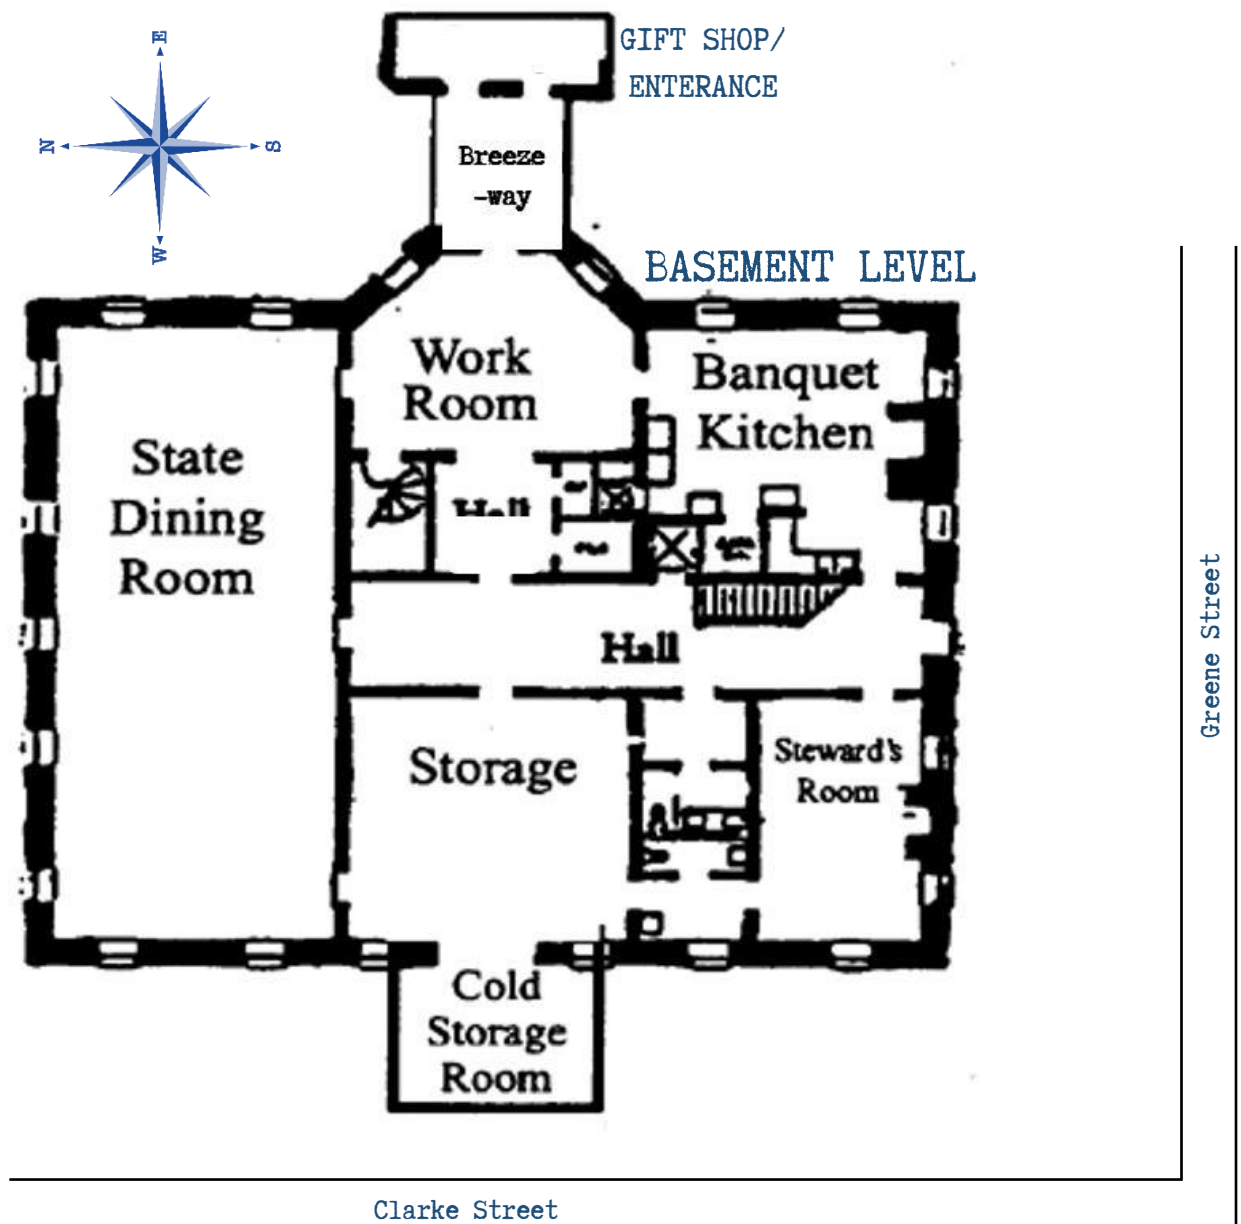 E
N
S
W
GIFT SHOP/
ENTERANCE
Breeze
-way
BASEMENT LEVEL
Work
Room
Banquet
Kitchen
State
Dining
Room
Hall
Hall
Storage
Steward's
Room
Cold
Storage
Room
Greene Street
Clarke Street